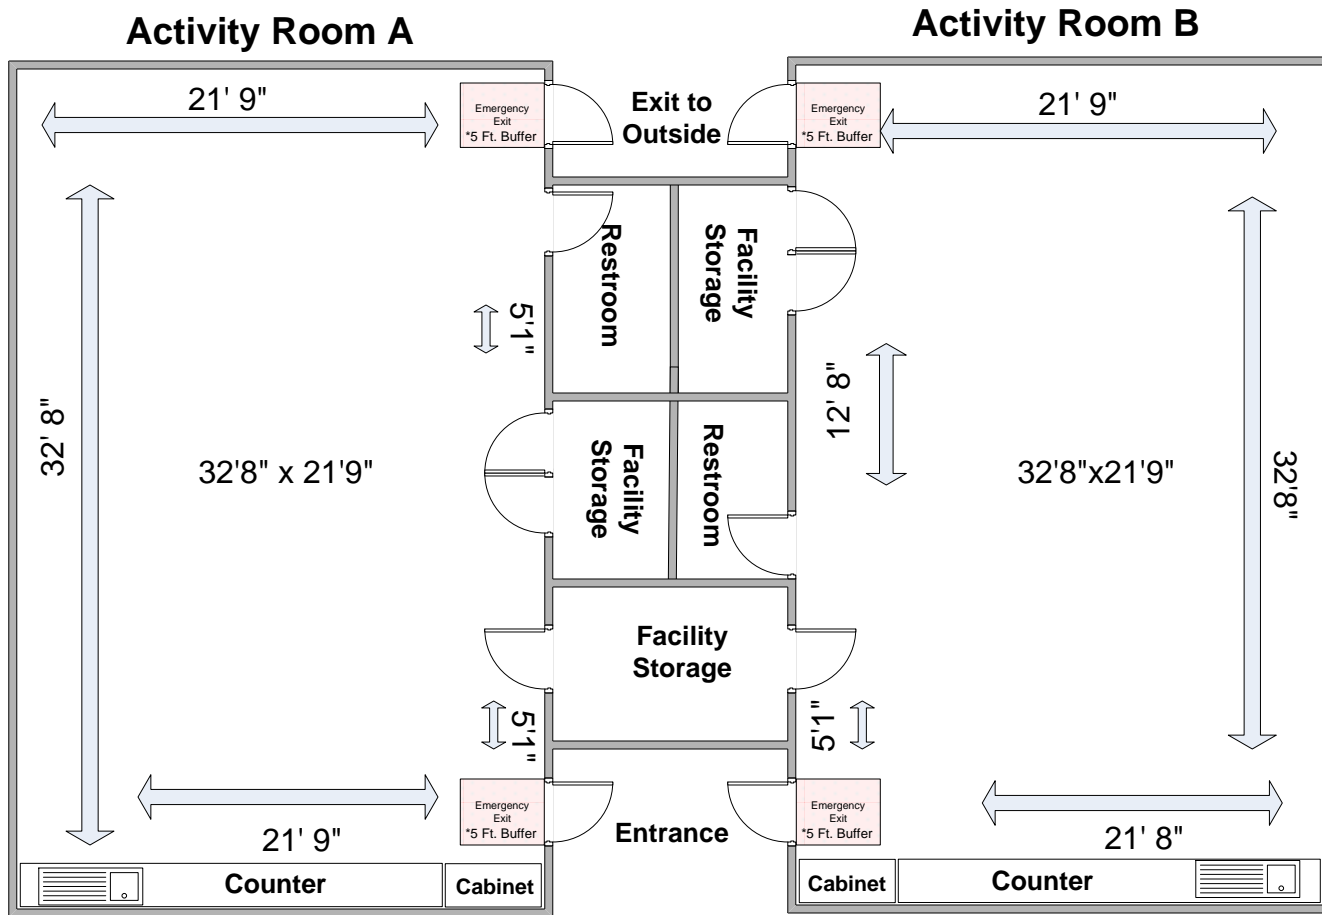 Activity Room A
Activity Room B
21' 9"
Emergency
Exit
*5 Ft. Buffer
Exit to
Outside
Emergency
Exit
*5 Ft. Buffer
21' 9"
Restroom
Facility
Storage
5'1"
32' 8"
32'8" x 21'9"
Facility
Storage
Restroom
12' 8"
32'8"x21'9"
32'8"
Facility
Storage
5'1"
5'1"
21' 9"
Emergency
Exit
*5 Ft. Buffer
Entrance
Emergency
Exit
*5 Ft. Buffer
21' 8"
Counter
Cabinet
Cabinet
Counter